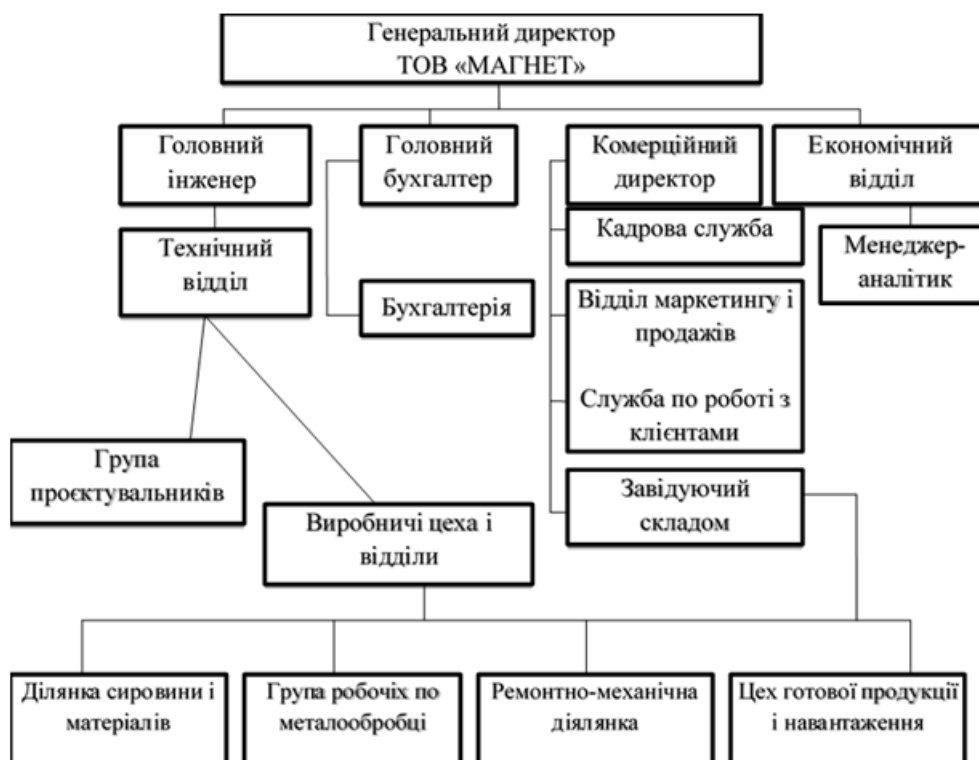 Генеральний директор
ТОВ «МАГНЕТ»
Головний
інженер
Головний
бухгалтер
Комерційний
директор
Економічний
відділ
Кадрова служба
Технічний
відділ
Менеджер-
аналітик
Бухгалтерія
Відділ маркетингу і
продажів
Служба по роботі з
клієнтами
Група
проєктувальників
Завідуючий
складом
Виробничі цеха і
відділи
Ділянка сировини і
матеріалів
Група робочіх по
металообробці
Ремонтно-механічна
діялянка
Цех готової продукції
і навантаження